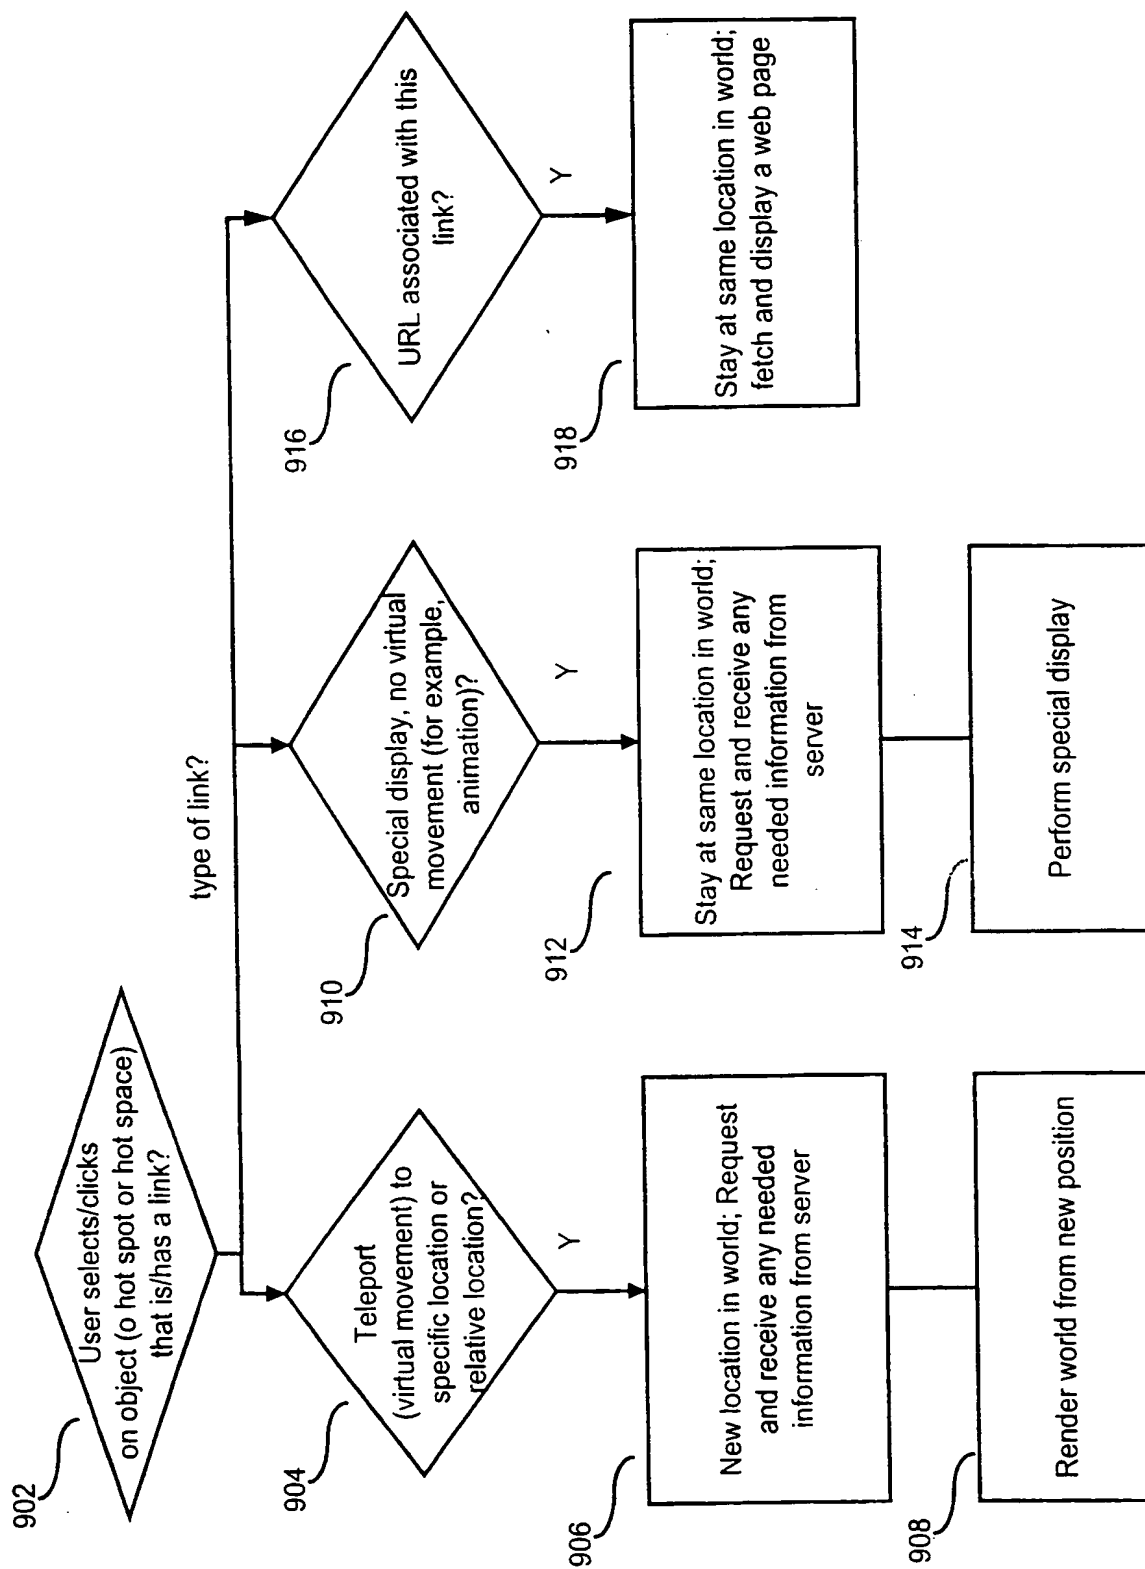 902
User selects/clicks
on object (o hot spot or hot space)
that is/has a link?
type of link?
904
Teleport
(virtual movement) to
specific location or
relative location?
Y
906
New location in world; Request
and receive any needed
information from server
908
Render world from new position
910
Special display, no virtual
movement (for example,
animation)?
Y
912
Stay at same location in world;
Request and receive any
needed information from
server
914
Perform special display
916
URL associated with this
link?
Y
918
Stay at same location in world;
fetch and display a web page